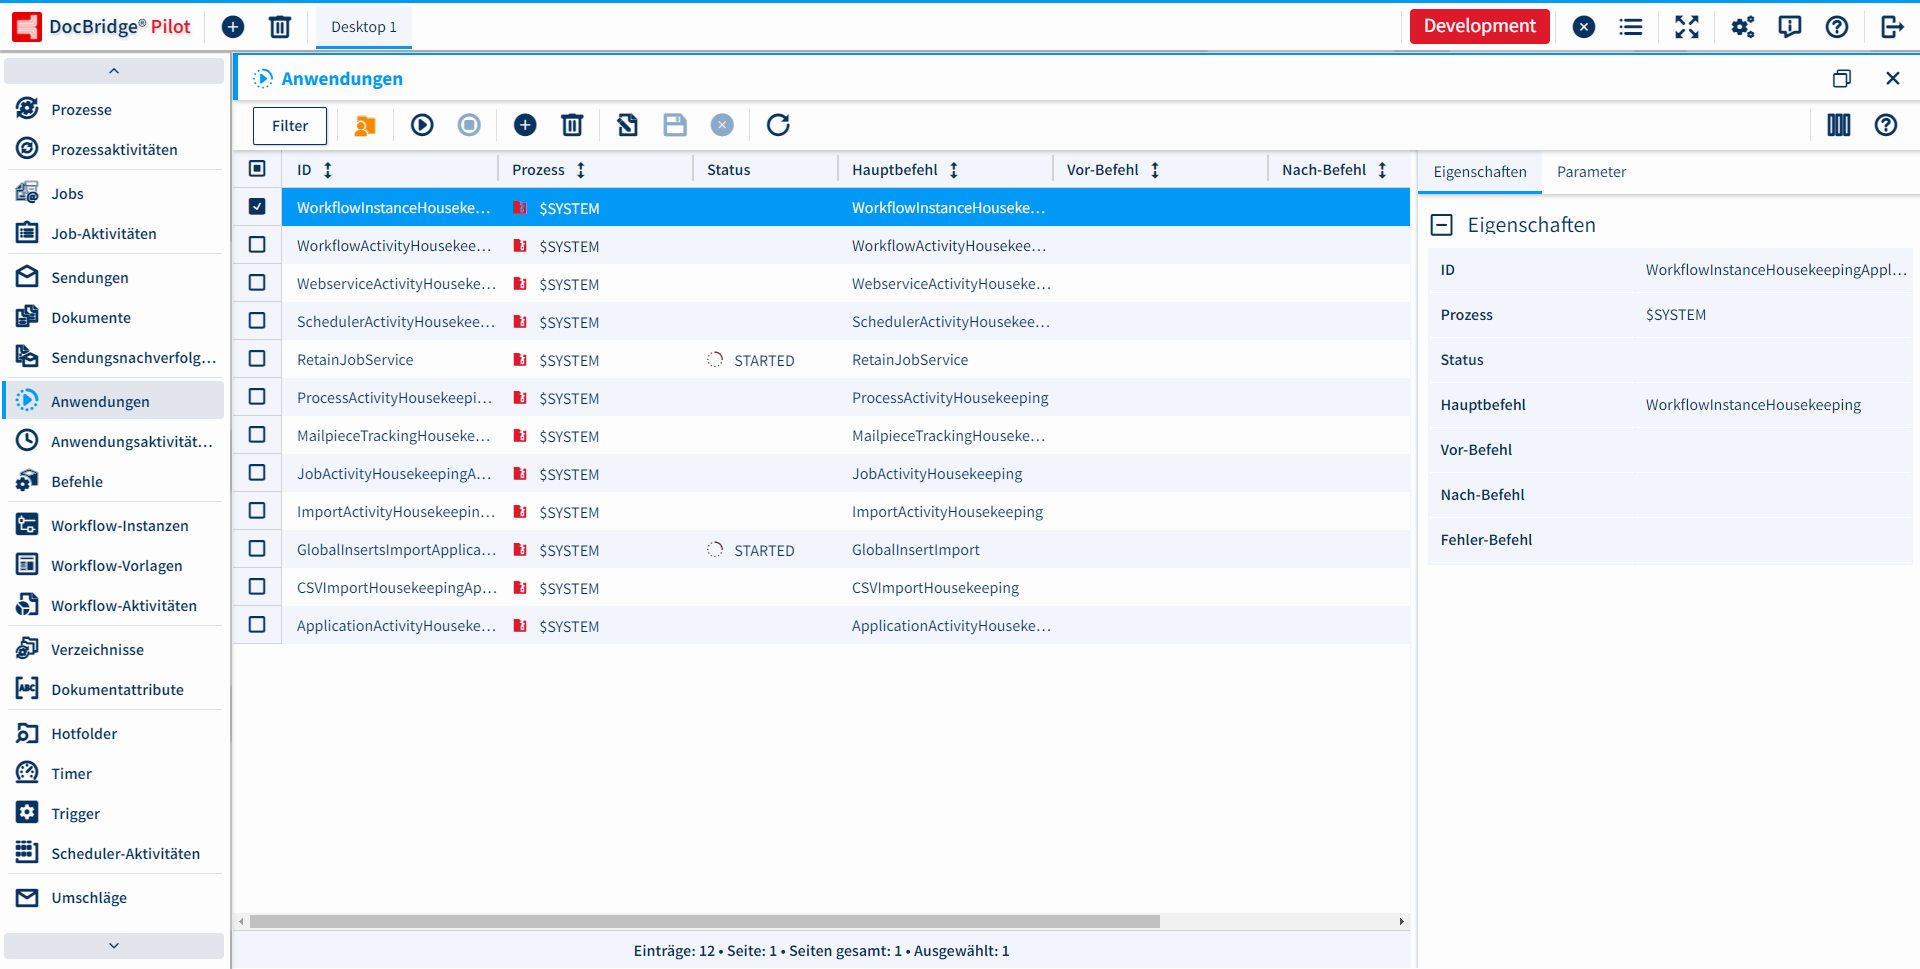 DocBridge® Pilot
Desktop 1
Development
Prozesse
Prozessaktivitäten
Jobs
Job-Aktivitäten
Sendungen
Dokumente
Sendungsnachverfolg...
Anwendungen
Anwendungsaktivität...
Befehle
Workflow-Instanzen
Workflow-Vorlagen
Workflow-Aktivitäten
Verzeichnisse
Dokumentattribute
Hotfolder
Timer
Trigger
Scheduler-Aktivitäten
Umschläge
Anwendungen
Filter
ID Prozess Status Hauptbefehl Vor-Befehl Nach-Befehl
WorkflowInstanceHouseke... $SYSTEM WorkflowInstanceHouseke...
WorkflowActivityHousekee... $SYSTEM WorkflowActivityHousekee...
WebserviceActivityHouseke... $SYSTEM WebserviceActivityHouseke...
SchedulerActivityHousekee... $SYSTEM SchedulerActivityHousekee...
RetainJobService $SYSTEM STARTED RetainJobService
ProcessActivityHousekeepi... $SYSTEM ProcessActivityHousekeeping
MailpieceTrackingHouseke... $SYSTEM MailpieceTrackingHouseke...
JobActivityHousekeepingA... $SYSTEM JobActivityHousekeeping
ImportActivityHousekeepin... $SYSTEM ImportActivityHousekeeping
GlobalInsertsImportApplica... $SYSTEM STARTED GlobalInsertImport
CSVImportHousekeepingAp... $SYSTEM CSVImportHousekeeping
ApplicationActivityHouseke... $SYSTEM ApplicationActivityHouseke...
Einträge: 12 • Seite: 1 • Seiten gesamt: 1 • Ausgewählt: 1
Eigenschaften Parameter
Eigenschaften
ID WorkflowInstanceHousekeepingAppl...
Prozess $SYSTEM
Status
Hauptbefehl WorkflowInstanceHousekeeping
Vor-Befehl
Nach-Befehl
Fehler-Befehl